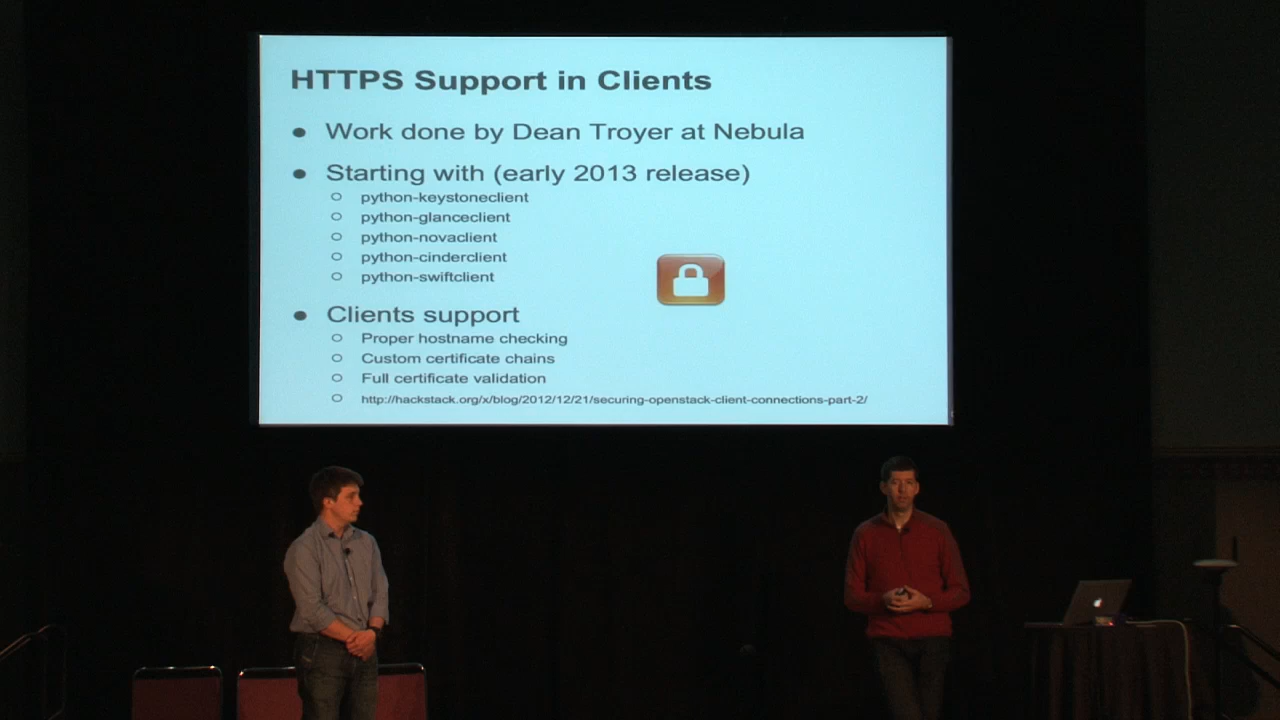 HTTPS Support in Clients
● Work done by Dean Troyer at Nebula
● Starting with (early 2013 release)
○ python-keystoneclient
○ python-glanceclient
○ python-novaclient
○ python-cinderclient
○ python-swiftclient
● Clients support
○ Proper hostname checking
○ Custom certificate chains
○ Full certificate validation
○ http://hackstack.org/x/blog/2012/12/21/securing-openstack-client-connections-part-2/